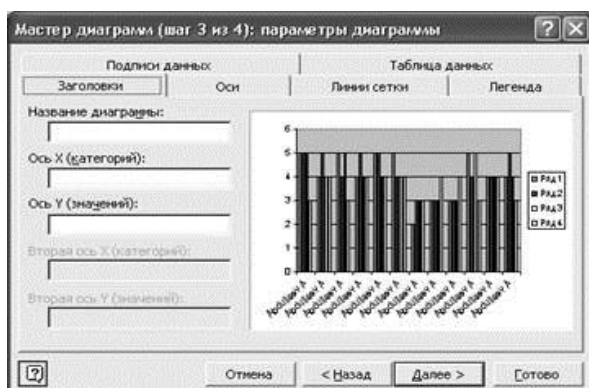 Мастер диаграмм (шаг 3 из 4): параметры диаграммы
Подписи данных
Таблица данных
Заголовки
Оси
Линии сетки
Легенда
Название диаграммы:
Ось X (категорий):
Ось Y (значений):
Вторая ось X (категорий):
Вторая ось Y (значений):
6
5
4
3
2
1
0
Ряд1
Ряд2
Ряд3
Ряд4
Отмена
< Назад
Далее >
Готово